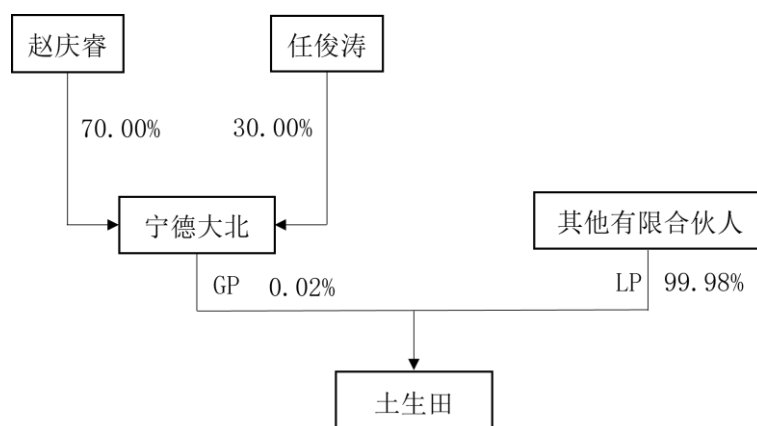 赵庆睿
任俊涛
70.00%
30.00%
宁德大北
其他有限合伙人
GP 0.02%
LP 99.98%
土生田